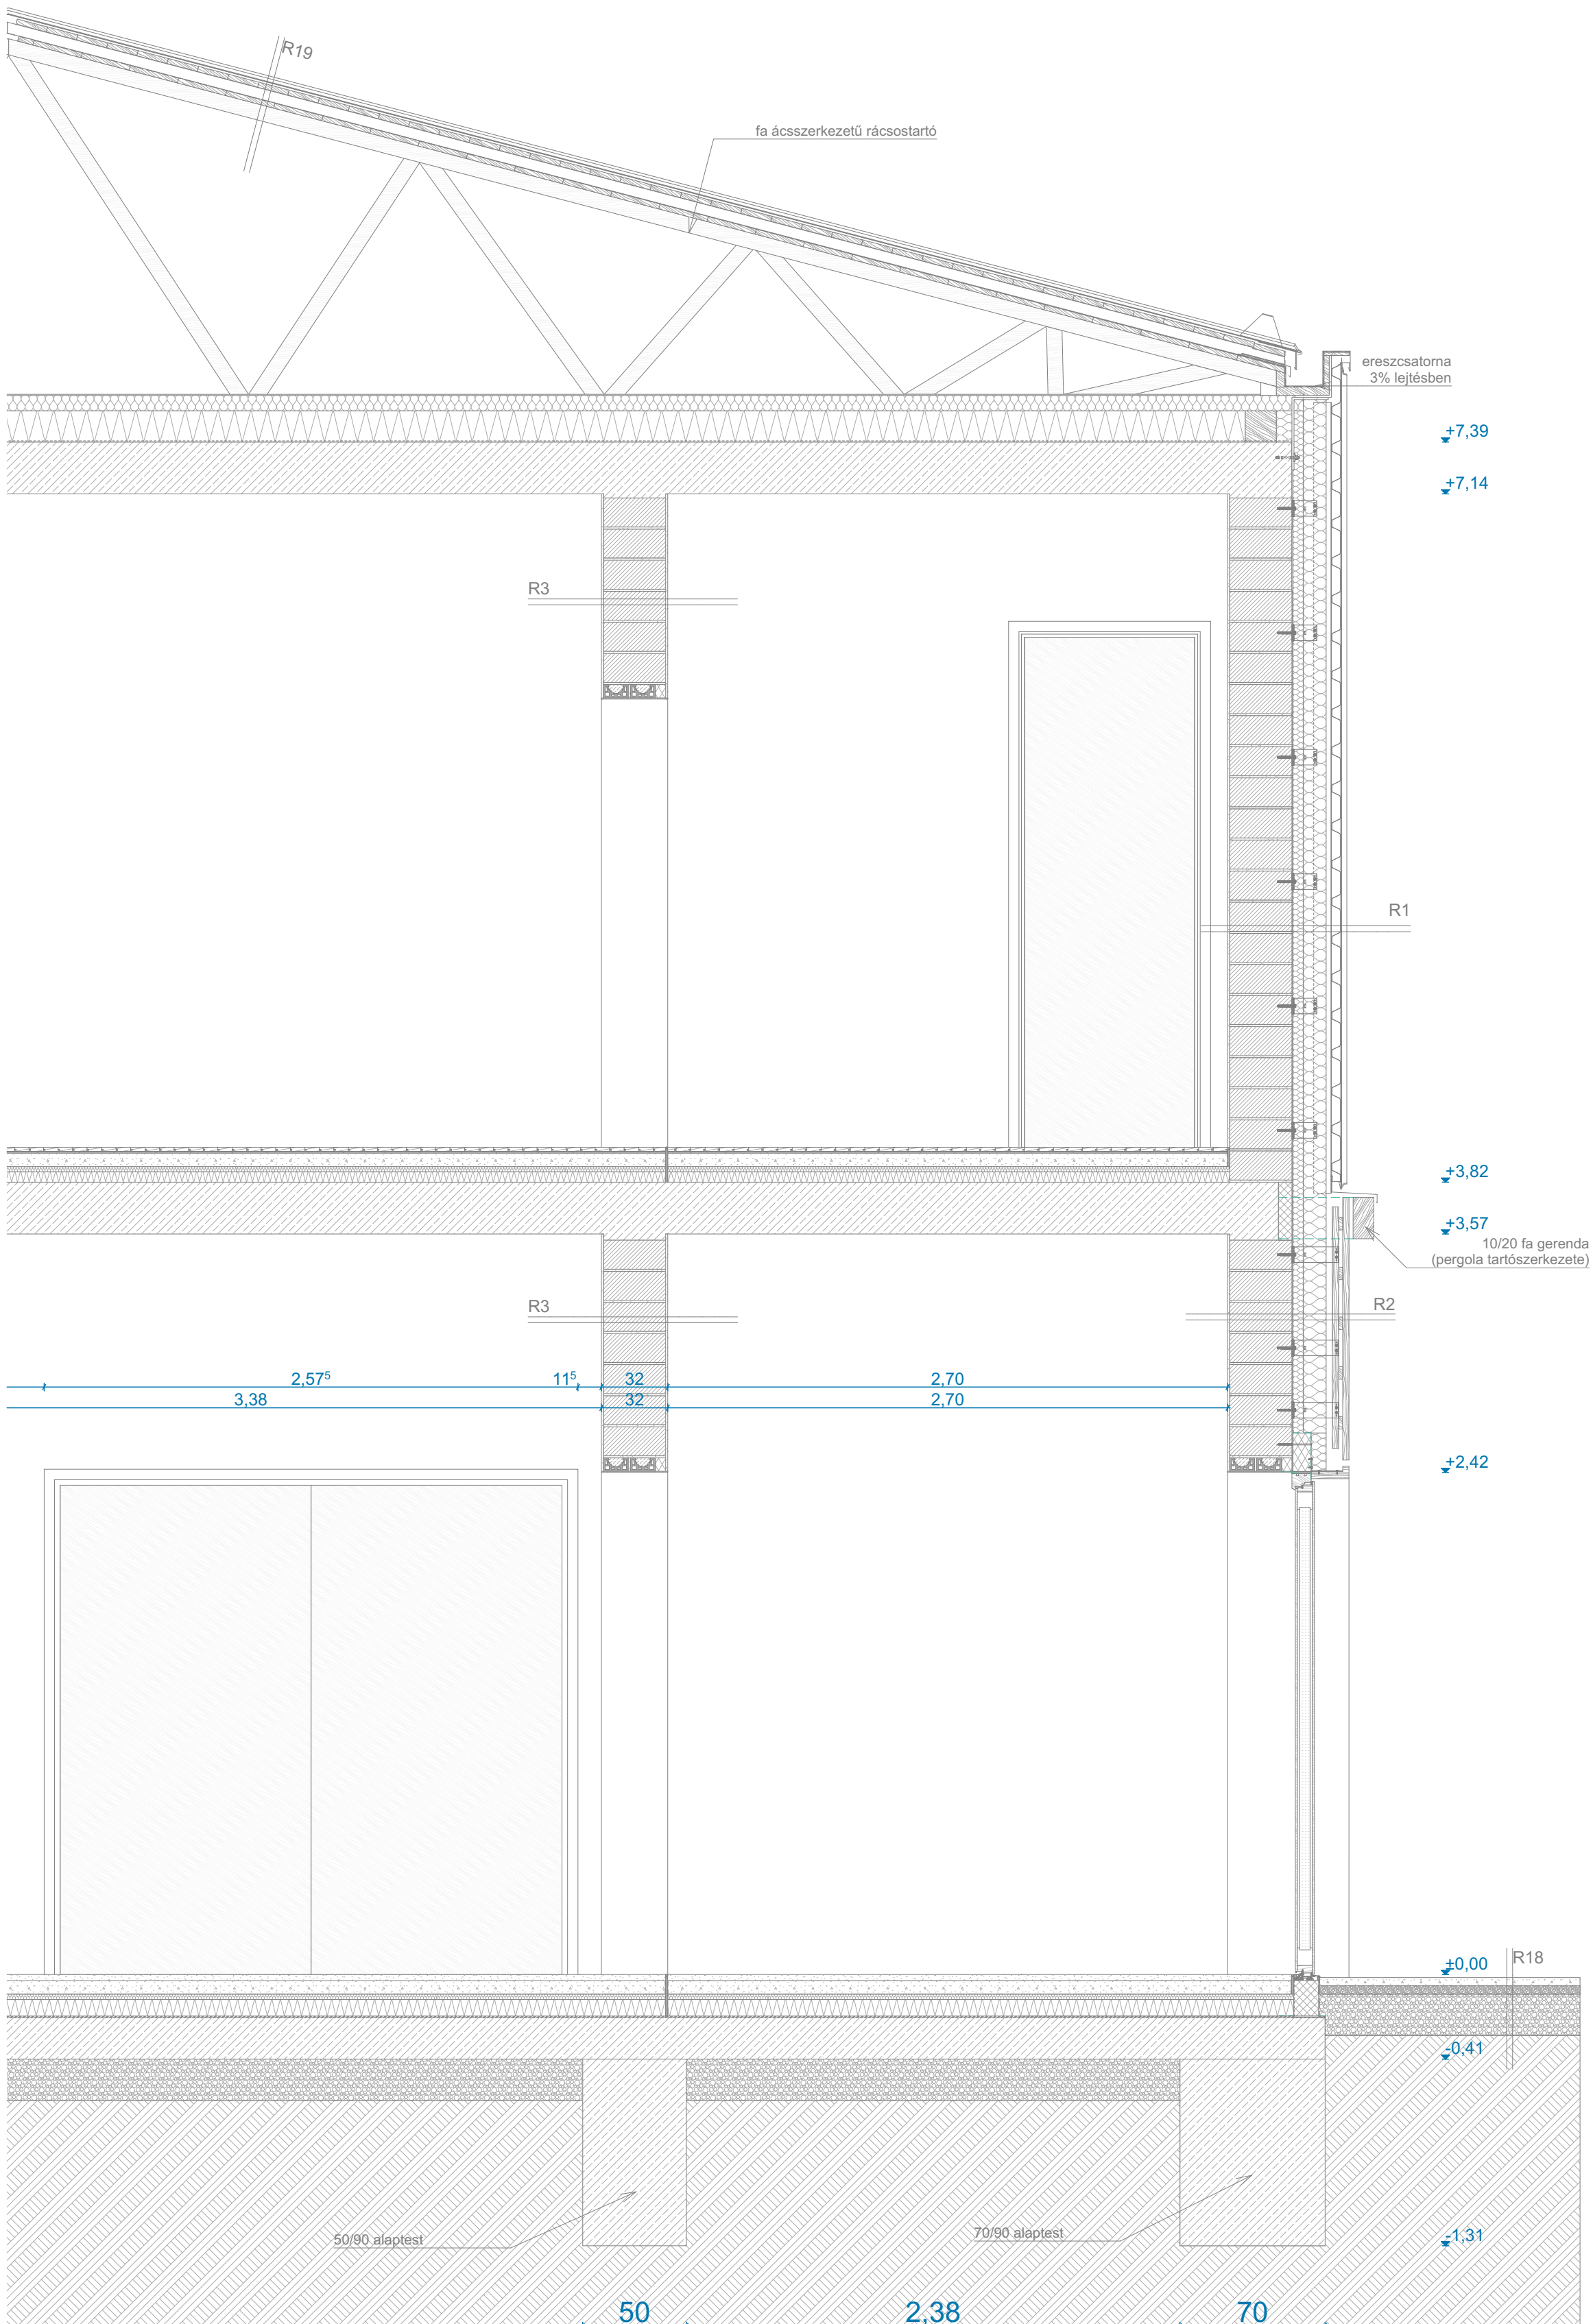 R19
fa ácsszerkezetű rácsostartó
ereszcsatorna
3% lejtésben
+7,39
+7,14
R3
R1
+3,82
+3,57
10/20 fa gerenda
(pergola tartószerkezete)
R3
R2
2,57⁵
11⁵
32
2,70
3,38
32
2,70
+2,42
±0,00
R18
-0,41
50/90 alaptest
70/90 alaptest
-1,31
50
2,38
70